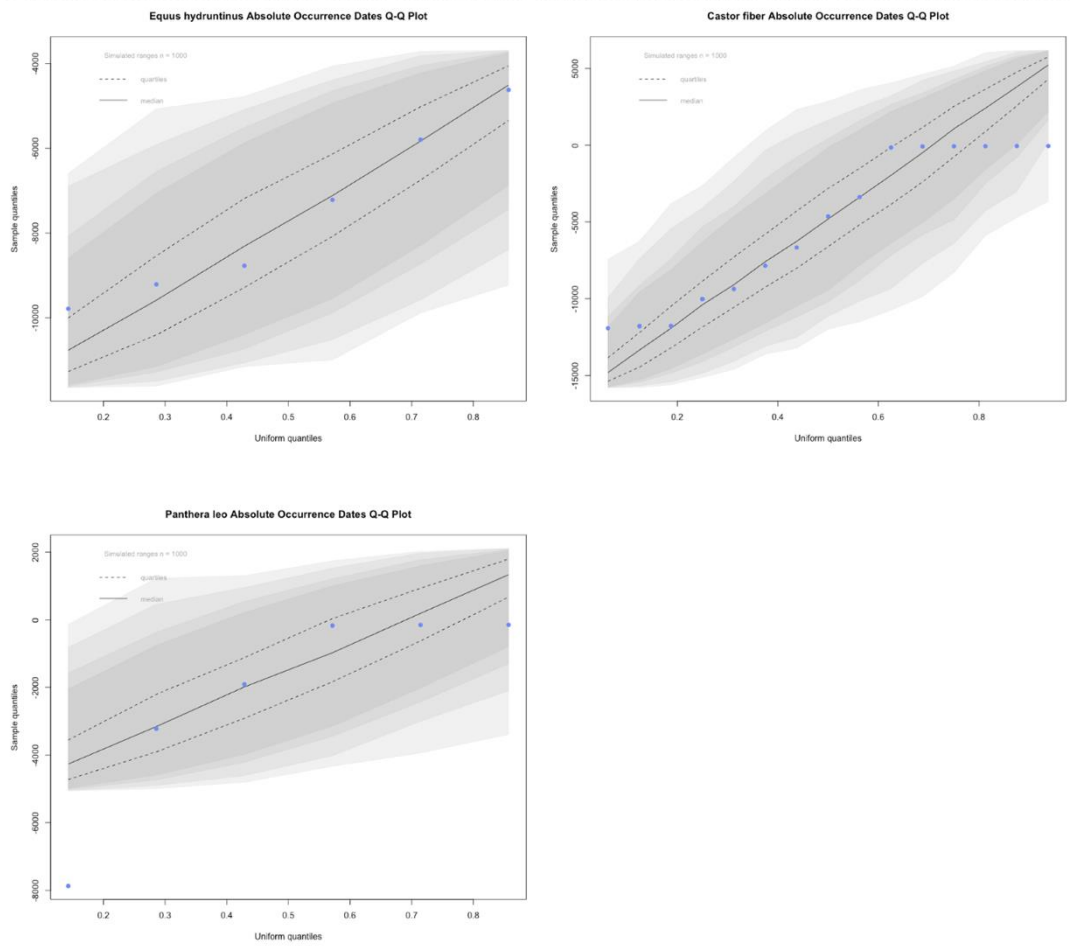 Equus hydruntinus Absolute Occurrence Dates Q-Q Plot
Simulated ranges n = 1000
quartiles
median
Sample quantiles
-4000
-6000
-8000
-10000
0.2 0.3 0.4 0.5 0.6 0.7 0.8
Uniform quantiles
Castor fiber Absolute Occurrence Dates Q-Q Plot
Simulated ranges n = 1000
quartiles
median
Sample quantiles
5000
0
-5000
-10000
-15000
0.2 0.4 0.6 0.8
Uniform quantiles
Panthera leo Absolute Occurrence Dates Q-Q Plot
Simulated ranges n = 1000
quartiles
median
Sample quantiles
2000
0
-2000
-4000
-6000
-8000
0.2 0.3 0.4 0.5 0.6 0.7 0.8
Uniform quantiles